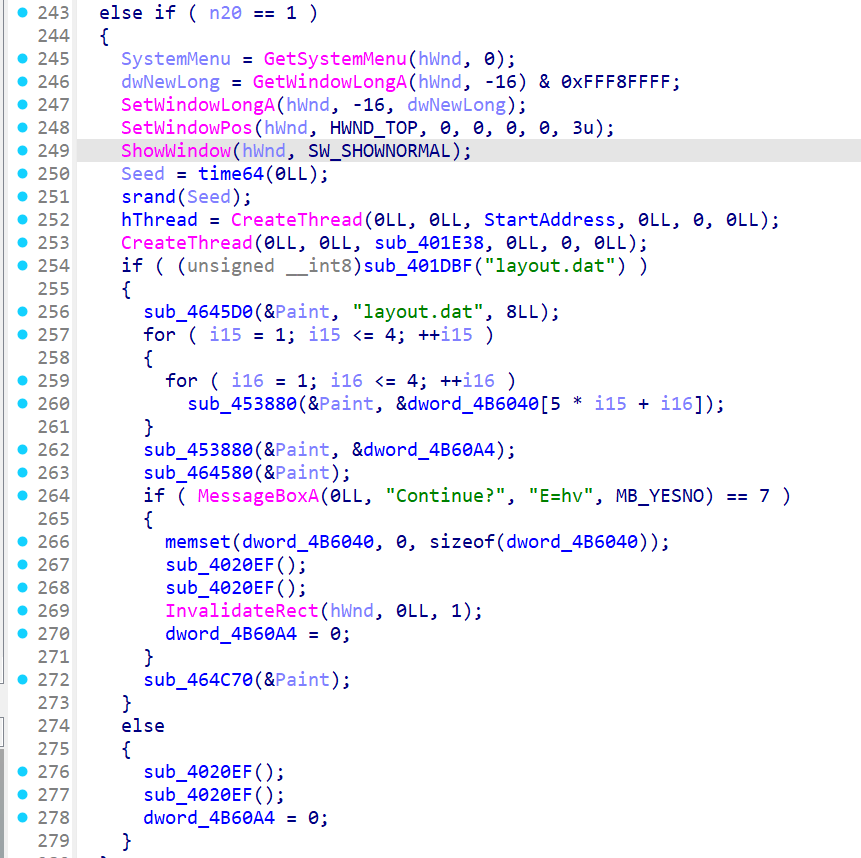 243 else if ( n20 == 1 )
244 {
245 SystemMenu = GetSystemMenu(hWnd, 0);
246 dwNewLong = GetWindowLongA(hWnd, -16) & 0xFFF8FFFF;
247 SetWindowLongA(hWnd, -16, dwNewLong);
248 SetWindowPos(hWnd, HWND_TOP, 0, 0, 0, 0, 3u);
249 ShowWindow(hWnd, SW_SHOWNORMAL);
250 Seed = time64(0LL);
251 srand(Seed);
252 hThread = CreateThread(0LL, 0LL, StartAddress, 0LL, 0, 0LL);
253 CreateThread(0LL, 0LL, sub_401E38, 0LL, 0, 0LL);
254 if ( (unsigned __int8)sub_401DBF("layout.dat") )
255 {
256 sub_4645D0(&Paint, "layout.dat", 8LL);
257 for ( i15 = 1; i15 <= 4; ++i15 )
258 {
259 for ( i16 = 1; i16 <= 4; ++i16 )
260 sub_453880(&Paint, &dword_4B6040[5 * i15 + i16]);
261 }
262 sub_453880(&Paint, &dword_4B60A4);
263 sub_464580(&Paint);
264 if ( MessageBoxA(0LL, "Continue?", "E=hv", MB_YESNO) == 7 )
265 {
266 memset(dword_4B6040, 0, sizeof(dword_4B6040));
267 sub_4020EF();
268 sub_4020EF();
269 InvalidateRect(hWnd, 0LL, 1);
270 dword_4B60A4 = 0;
271 }
272 sub_464C70(&Paint);
273 }
274 else
275 {
276 sub_4020EF();
277 sub_4020EF();
278 dword_4B60A4 = 0;
279 }